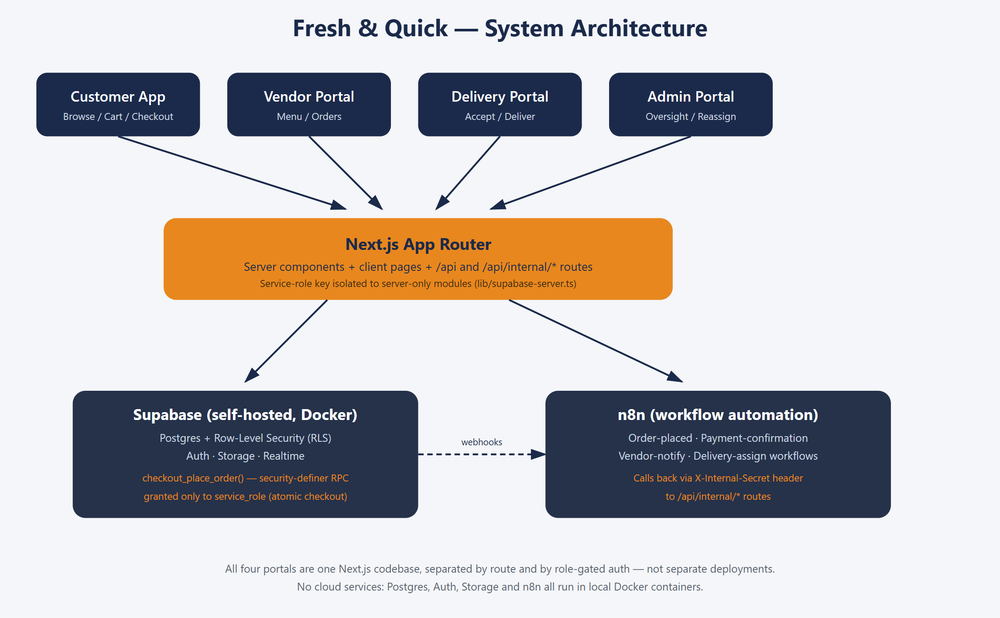 Fresh & Quick — System Architecture
Customer App
Browse / Cart / Checkout
Vendor Portal
Menu / Orders
Delivery Portal
Accept / Deliver
Admin Portal
Oversight / Reassign
Next.js App Router
Server components + client pages + /api and /api/internal/* routes
Service-role key isolated to server-only modules (lib/supabase-server.ts)
Supabase (self-hosted, Docker)
Postgres + Row-Level Security (RLS)
Auth · Storage · Realtime
checkout_place_order() — security-definer RPC
granted only to service_role (atomic checkout)
webhooks
n8n (workflow automation)
Order-placed · Payment-confirmation
Vendor-notify · Delivery-assign workflows
Calls back via X-Internal-Secret header
to /api/internal/* routes
All four portals are one Next.js codebase, separated by route and by role-gated auth — not separate deployments.
No cloud services: Postgres, Auth, Storage and n8n all run in local Docker containers.